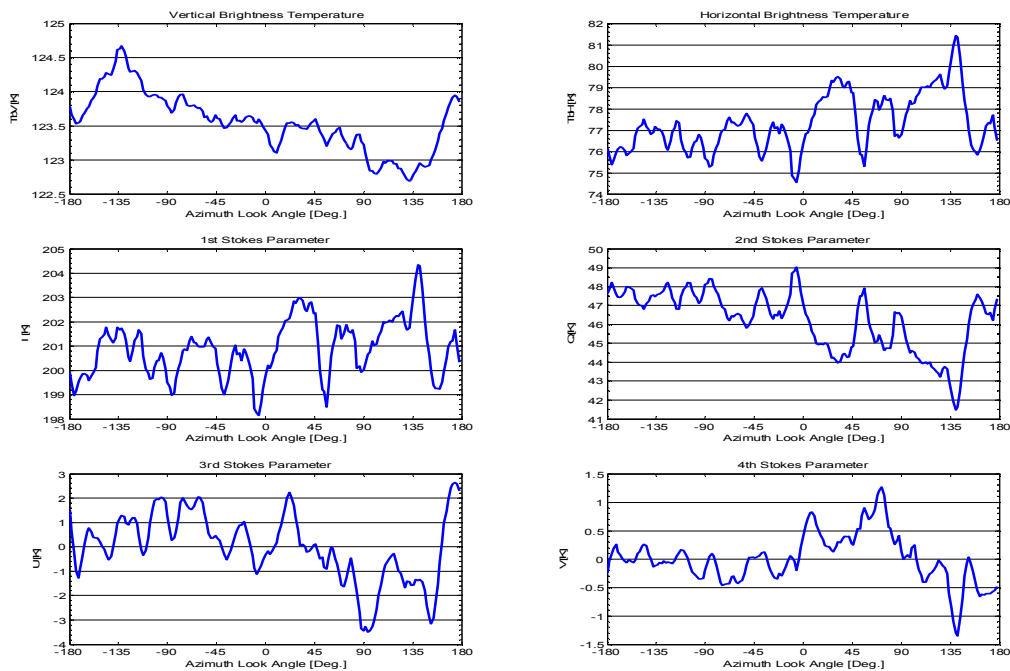 Vertical Brightness Temperature
125
124.5
124
123.5
123
122.5
-180 -135 -90 -45 0 45 90 135 180
Azimuth Look Angle [Deg.]
Horizontal Brightness Temperature
82
81
80
79
78
77
76
75
74
-180 -135 -90 -45 0 45 90 135 180
Azimuth Look Angle [Deg.]
1st Stokes Parameter
I [K]
205
204
203
202
201
200
199
198
-180 -135 -90 -45 0 45 90 135 180
Azimuth Look Angle [Deg.]
2nd Stokes Parameter
Q[K]
50
49
48
47
46
45
44
43
42
41
-180 -135 -90 -45 0 45 90 135 180
Azimuth Look Angle [Deg.]
3rd Stokes Parameter
U[K]
3
2
1
0
-1
-2
-3
-4
-180 -135 -90 -45 0 45 90 135 180
Azimuth Look Angle [Deg.]
4th Stokes Parameter
V[K]
1.5
1
0.5
0
-0.5
-1
-1.5
-180 -135 -90 -45 0 45 90 135 180
Azimuth Look Angle [Deg.]